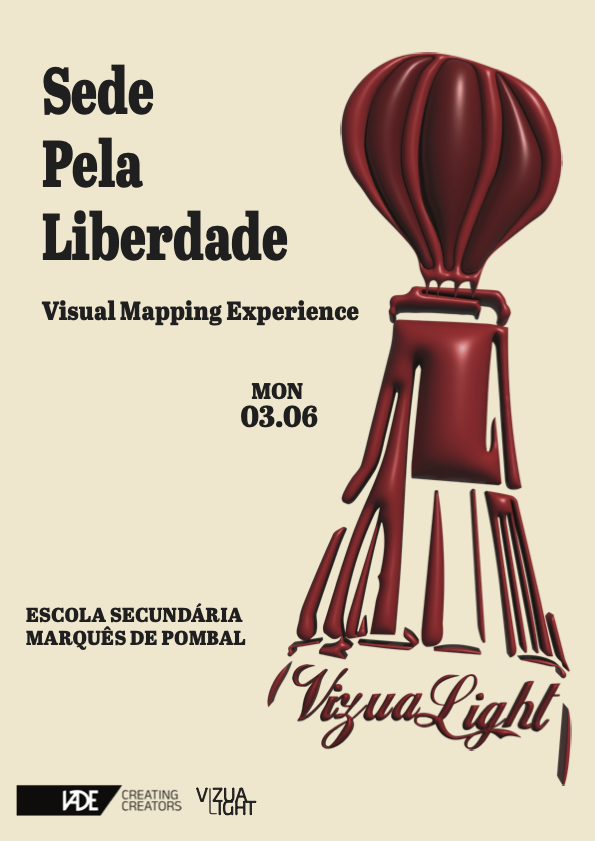 Sede
Pela
Liberdade
Visual Mapping Experience
MON
03.06
ESCOLA SECUNDÁRIA
MARQUÊS DE POMBAL
VizuaLight
IADE
CREATING
CREATORS
VIZUA
LIGHT